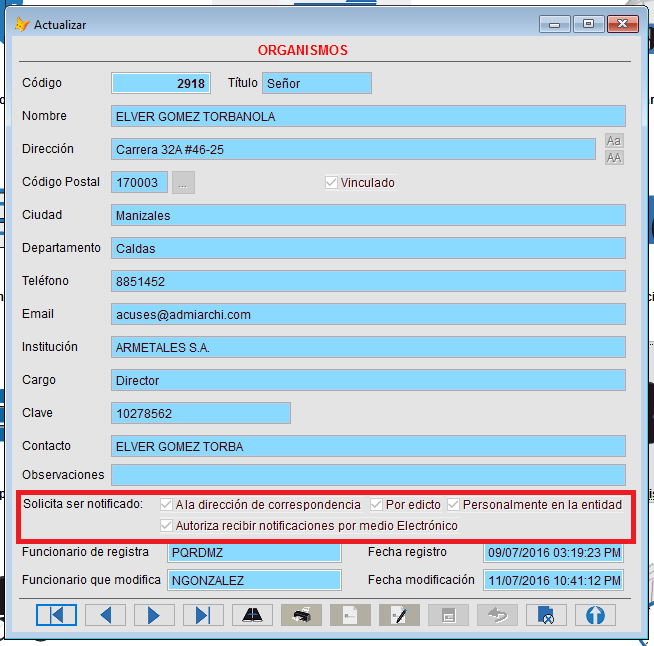 Actualizar
ORGANISMOS
Código 2918 Título Señor
Nombre ELVER GOMEZ TORBANOLA
Dirección Carrera 32A #46-25 Aa
AA
Código Postal 170003 ... Vinculado
Ciudad Manizales
Departamento Caldas
Teléfono 8851452
Email acuses@admiarchi.com
Institución ARMETALES S.A.
Cargo Director
Clave 10278562
Contacto ELVER GOMEZ TORBA
Observaciones
Solicita ser notificado: A la dirección de correspondencia Por edicto Personalmente en la entidad
Autoriza recibir notificaciones por medio Electrónico
Funcionario de registra PQRDMZ Fecha registro 09/07/2016 03:19:23 PM
Funcionario que modifica NGONZALEZ Fecha modificación 11/07/2016 10:41:12 PM